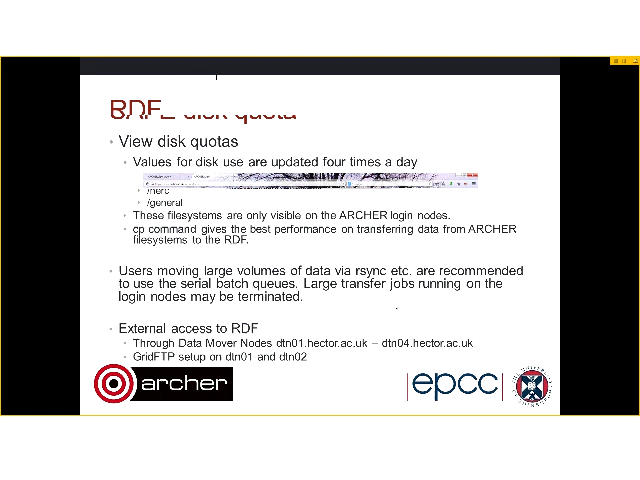 View disk quotas
Values for disk use are updated four times a day
/nerc
/general
These filesystems are only visible on the ARCHER login nodes.
cp command gives the best performance on transferring data from ARCHER
filesystems to the RDF.
Users moving large volumes of data via rsync etc. are recommended
to use the serial batch queues. Large transfer jobs running on the
login nodes may be terminated.
External access to RDF
Through Data Mover Nodes dtn01.hector.ac.uk – dtn04.hector.ac.uk
GridFTP setup on dtn01 and dtn02
archer
epcc